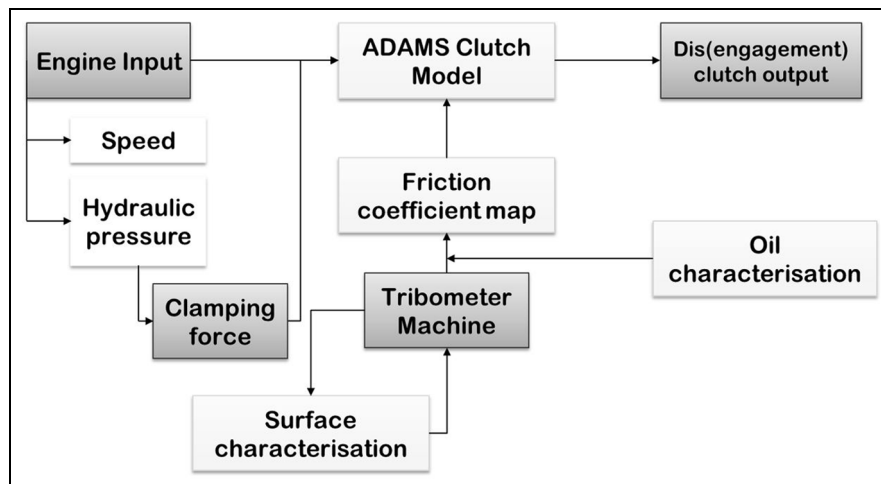 Engine Input
ADAMS Clutch
Model
Dis(engagement)
clutch output
Speed
Hydraulic
pressure
Friction
coefficient map
Oil
characterisation
Clamping
force
Tribometer
Machine
Surface
characterisation